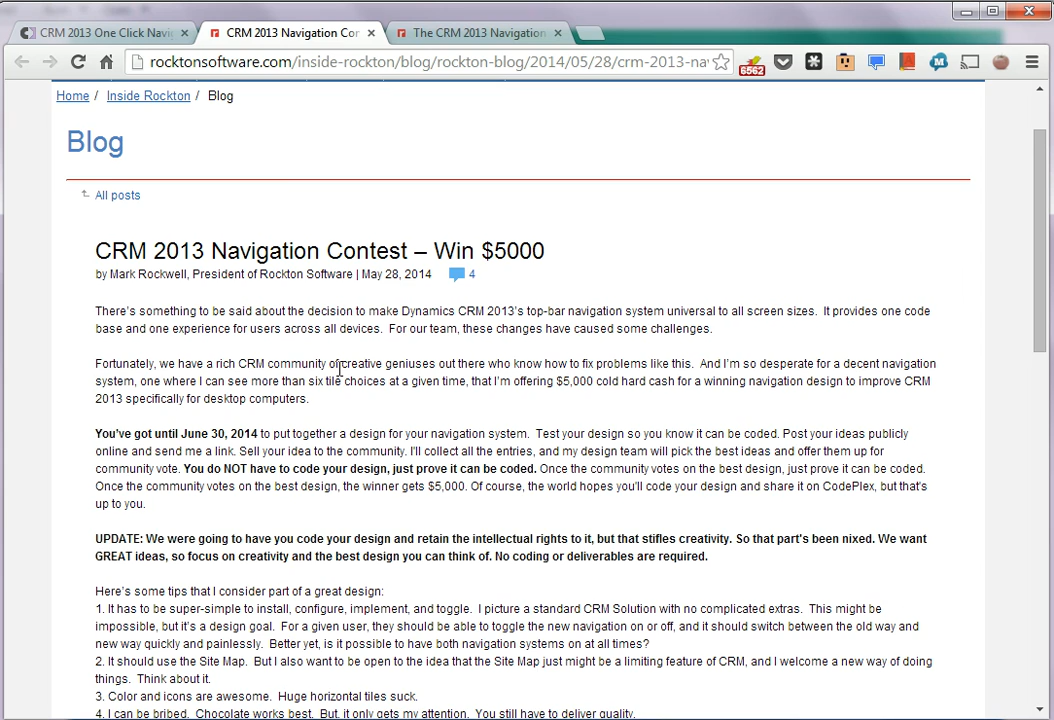 CRM 2013 One Click Navi
CRM 2013 Navigation Cor
The CRM 2013 Navigation
rocktonsoftware.com/inside-rockton/blog/rockton-blog/2014/05/28/crm-2013-nav
6562
Home / Inside Rockton / Blog
Blog
All posts
CRM 2013 Navigation Contest – Win $5000
by Mark Rockwell, President of Rockton Software | May 28, 2014 4
There's something to be said about the decision to make Dynamics CRM 2013's top-bar navigation system universal to all screen sizes. It provides one code
base and one experience for users across all devices. For our team, these changes have caused some challenges.
Fortunately, we have a rich CRM community of creative geniuses out there who know how to fix problems like this. And I'm so desperate for a decent navigation
system, one where I can see more than six tile choices at a given time, that I'm offering $5,000 cold hard cash for a winning navigation design to improve CRM
2013 specifically for desktop computers.
You've got until June 30, 2014 to put together a design for your navigation system. Test your design so you know it can be coded. Post your ideas publicly
online and send me a link. Sell your idea to the community. I'll collect all the entries, and my design team will pick the best ideas and offer them up for
community vote. You do NOT have to code your design, just prove it can be coded. Once the community votes on the best design, just prove it can be coded.
Once the community votes on the best design, the winner gets $5,000. Of course, the world hopes you'll code your design and share it on CodePlex, but that's
up to you.
UPDATE: We were going to have you code your design and retain the intellectual rights to it, but that stifles creativity. So that part's been nixed. We want
GREAT ideas, so focus on creativity and the best design you can think of. No coding or deliverables are required.
Here's some tips that I consider part of a great design:
1. It has to be super-simple to install, configure, implement, and toggle. I picture a standard CRM Solution with no complicated extras. This might be
impossible, but it's a design goal. For a given user, they should be able to toggle the new navigation on or off, and it should switch between the old way and
new way quickly and painlessly. Better yet, is it possible to have both navigation systems on at all times?
2. It should use the Site Map. But I also want to be open to the idea that the Site Map just might be a limiting feature of CRM, and I welcome a new way of doing
things. Think about it.
3. Color and icons are awesome. Huge horizontal tiles suck.
4. I can be bribed. Chocolate works best. But, it only gets my attention. You still have to deliver quality.